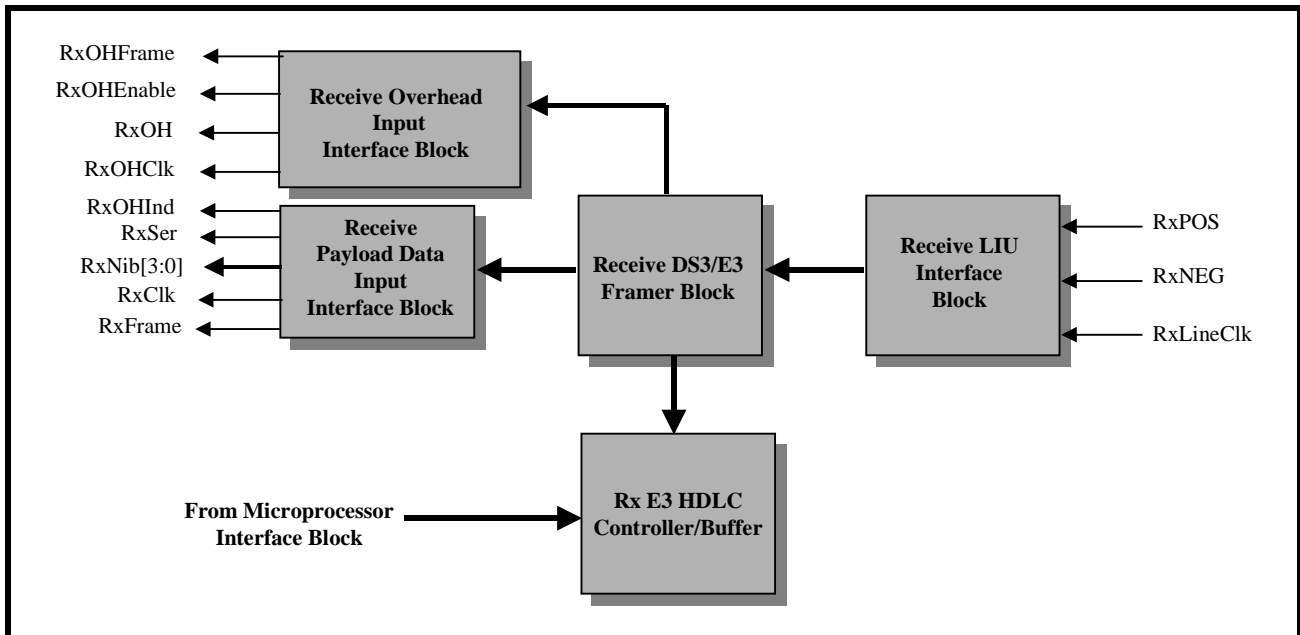 RxOHFrame
RxOHEnable
RxOH
RxOHClk
Receive Overhead
Input
Interface Block
RxOHInd
RxSer
RxNib[3:0]
RxClk
RxFrame
Receive
Payload Data
Input
Interface Block
Receive DS3/E3
Framer Block
Receive LIU
Interface
Block
RxPOS
RxNEG
RxLineClk
From Microprocessor
Interface Block
Rx E3 HDLC
Controller/Buffer